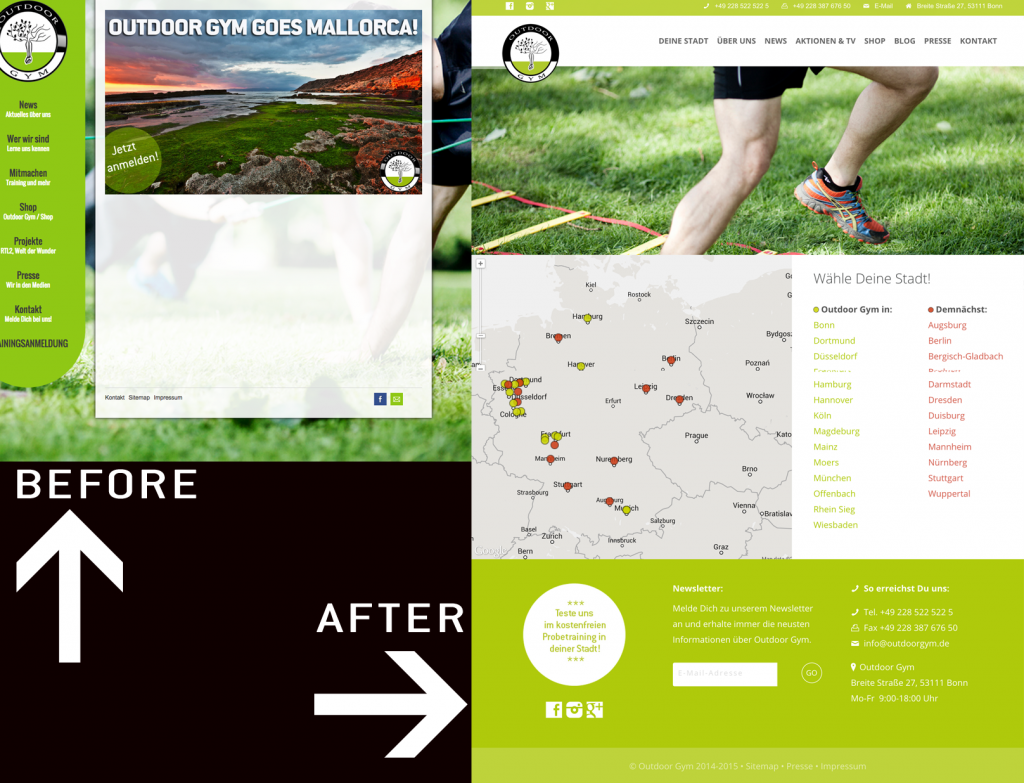 OUTDOOR
GYM
News
Aktuelles über uns
Wer wir sind
Lerne uns kennen
Mitmachen
Training und mehr
Shop
Outdoor Gym / Shop
Projekte
RTL2, Welt der Wunder
Presse
Wir in den Medien
Kontakt
Melde Dich bei uns!
AININGSANMELDUNG
OUTDOOR GYM GOES MALLORCA!
Jetzt
anmelden!
OUTDOOR
GYM
Kontakt Sitemap Impressum
BEFORE
AFTER
+49 228 522 522 5 +49 228 387 676 50 E-Mail Breite Strasse 27, 53111 Bonn
OUTDOOR
GYM
DEINE STADT ÜBER UNS NEWS AKTIONEN & TV SHOP BLOG PRESSE KONTAKT
Kiel
Rostock
Hamburg
Szczecin
Bremen
Bydgosz
Hanover
Berlin
Poznań
Dortmund
Esse
Düsseldorf
Leipzig
Dresden
Wrocław
Erfurt
Cologne
Frankfurt
Prague
Kato
Mannheim
Nuremberg
Brno
Stuttgart
Strasbourg
Augsburg
Munich
Vienna
Bratislav
Salzburg
Basel
Zurich
Innsbruck
Graz
Bern
Google
Wähle Deine Stadt!
Outdoor Gym in:
Bonn
Dortmund
Düsseldorf
Hamburg
Hannover
Köln
Magdeburg
Mainz
Moers
München
Offenbach
Rhein Sieg
Wiesbaden
Demnächst:
Augsburg
Berlin
Bergisch-Gladbach
Darmstadt
Dresden
Duisburg
Leipzig
Mannheim
Nürnberg
Stuttgart
Wuppertal
***
Teste uns
im kostenfreien
Probetraining in
deiner Stadt!
***
Newsletter:
Melde Dich zu unserem Newsletter
an und erhalte immer die neusten
Informationen über Outdoor Gym.
E-Mail-Adresse
GO
So erreichst Du uns:
Tel. +49 228 522 522 5
Fax +49 228 387 676 50
info@outdoorgym.de
Outdoor Gym
Breite Straße 27, 53111 Bonn
Mo-Fr 9:00-18:00 Uhr
© Outdoor Gym 2014-2015 • Sitemap • Presse • Impressum